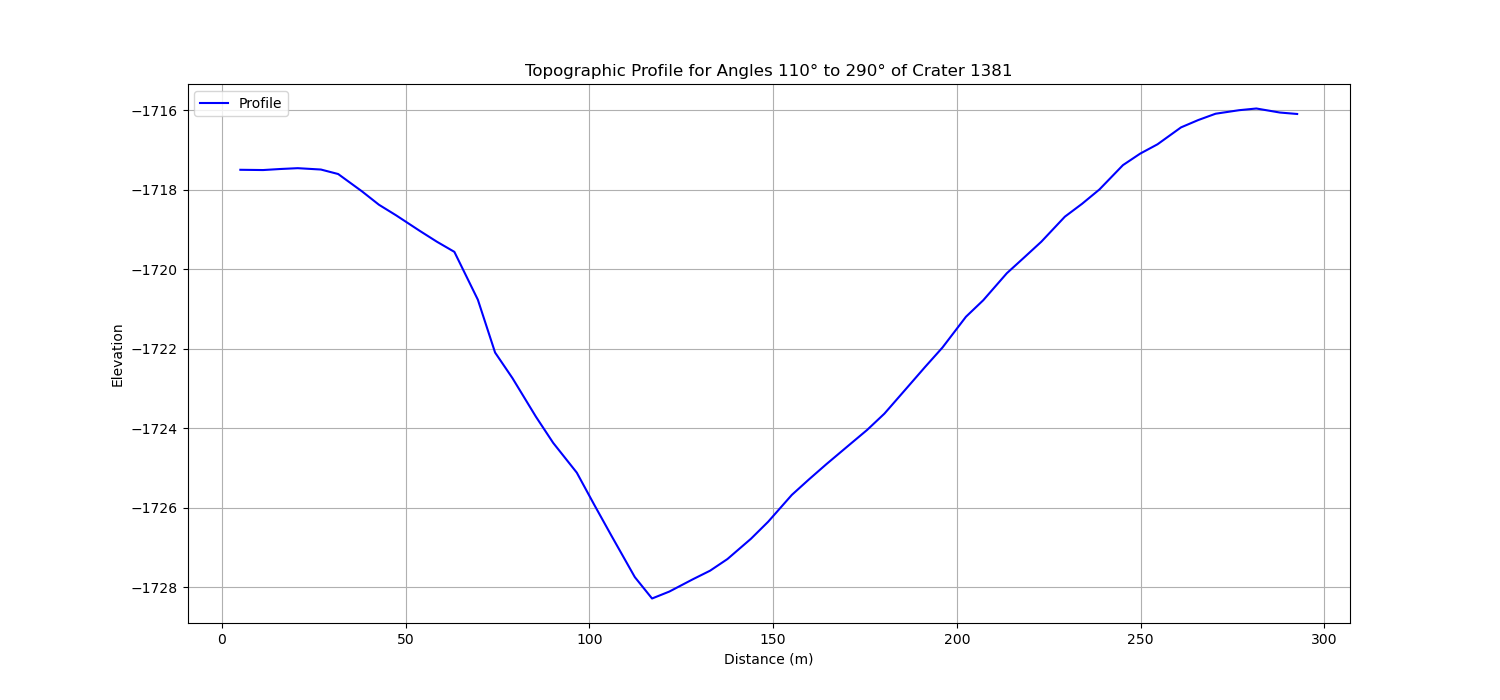 Topographic Profile for Angles 110° to 290° of Crater 1381
Profile
−1716
−1718
−1720
−1722
−1724
−1726
−1728
Elevation
0 50 100 150 200 250 300
Distance (m)